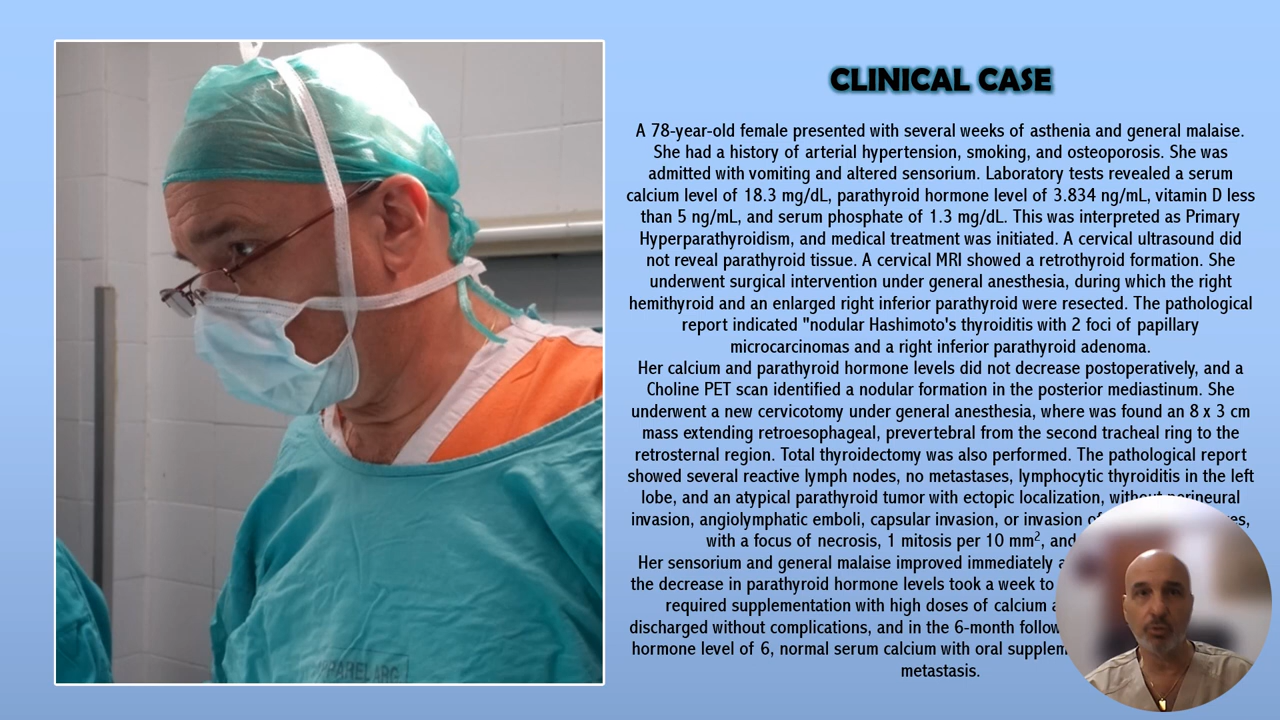 CLINICAL CASE
A 78-year-old female presented with several weeks of asthenia and general malaise.
She had a history of arterial hypertension, smoking, and osteoporosis. She was
admitted with vomiting and altered sensorium. Laboratory tests revealed a serum
calcium level of 18.3 mg/dL, parathyroid hormone level of 3.834 ng/mL, vitamin D less
than 5 ng/mL, and serum phosphate of 1.3 mg/dL. This was interpreted as Primary
Hyperparathyroidism, and medical treatment was initiated. A cervical ultrasound did
not reveal parathyroid tissue. A cervical MRI showed a retrothyroid formation. She
underwent surgical intervention under general anesthesia, during which the right
hemithyroid and an enlarged right inferior parathyroid were resected. The pathological
report indicated "nodular Hashimoto's thyroiditis with 2 foci of papillary
microcarcinomas and a right inferior parathyroid adenoma.
Her calcium and parathyroid hormone levels did not decrease postoperatively, and a
Choline PET scan identified a nodular formation in the posterior mediastinum. She
underwent a new cervicotomy under general anesthesia, where was found an 8 x 3 cm
mass extending retroesophageal, prevertebral from the second tracheal ring to the
retrosternal region. Total thyroidectomy was also performed. The pathological report
showed several reactive lymph nodes, no metastases, lymphocytic thyroiditis in the left
lobe, and an atypical parathyroid tumor with ectopic localization, without perineural
invasion, angiolymphatic emboli, capsular invasion, or invasion of
with a focus of necrosis, 1 mitosis per 10 mm², and
Her sensorium and general malaise improved immediately
the decrease in parathyroid hormone levels took a week to
required supplementation with high doses of calcium
discharged without complications, and in the 6-month
hormone level of 6, normal serum calcium with oral
metastasis.